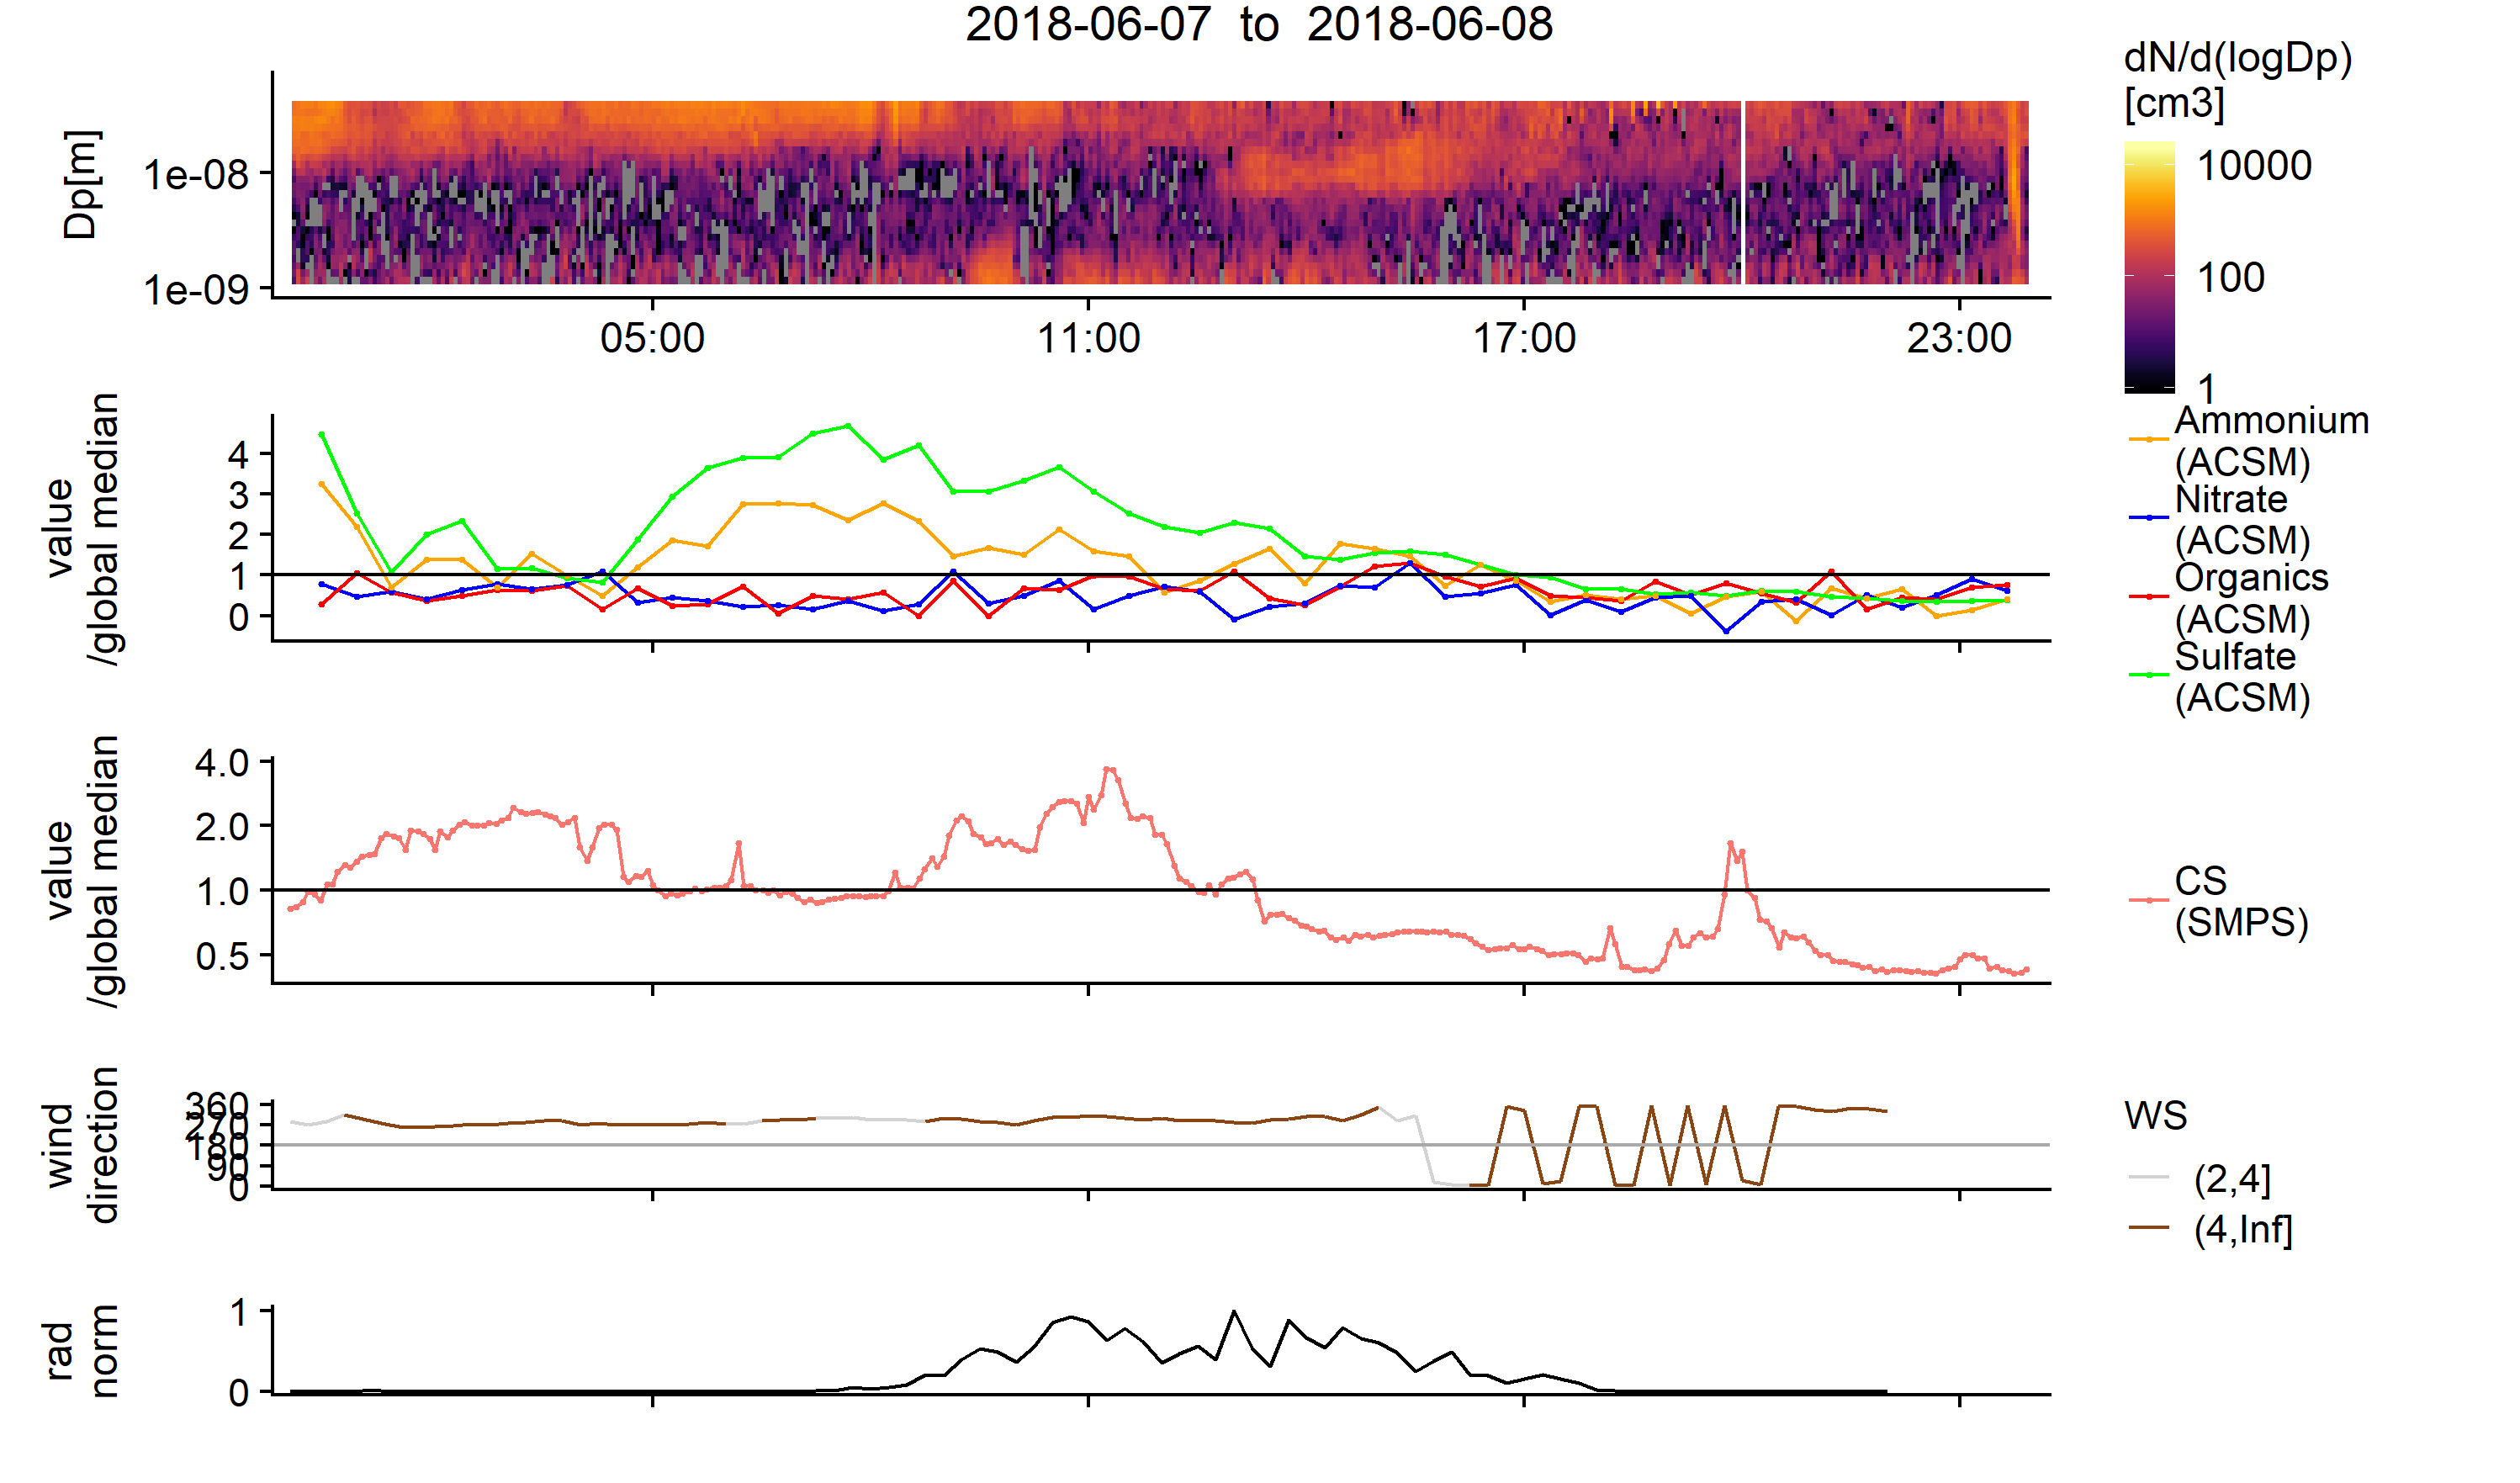 2018-06-07 to 2018-06-08
Dp[m]
1e-08
1e-09
05:00
11:00
17:00
23:00
dN/d(logDp)
[cm3]
10000
100
1
value
/global median
4
3
2
1
0
Ammonium
(ACSM)
Nitrate
(ACSM)
Organics
(ACSM)
Sulfate
(ACSM)
value
/global median
4.0
2.0
1.0
0.5
CS
(SMPS)
wind
direction
360
270
180
90
0
WS
(2,4]
(4,Inf]
rad
norm
1
0